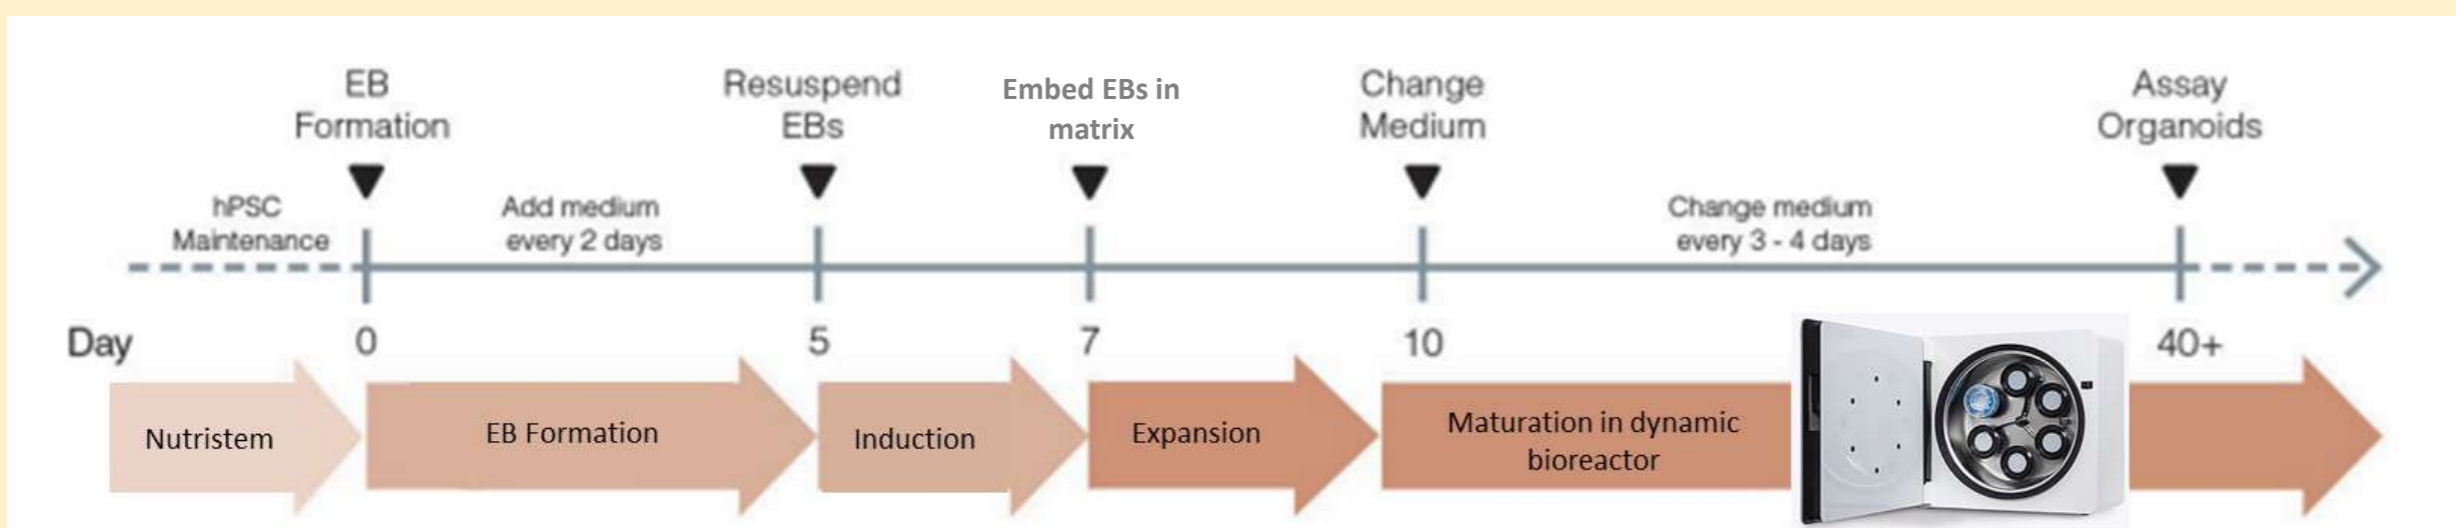 EB
Formation
Resuspend
EBs
Embed EBs in
matrix
Change
Medium
Assay
Organoids
hPSC
Maintenance
Add medium
every 2 days
Change medium
every 3 - 4 days
Day
0
5
7
10
40+
Nutristem
EB Formation
Induction
Expansion
Maturation in dynamic
bioreactor